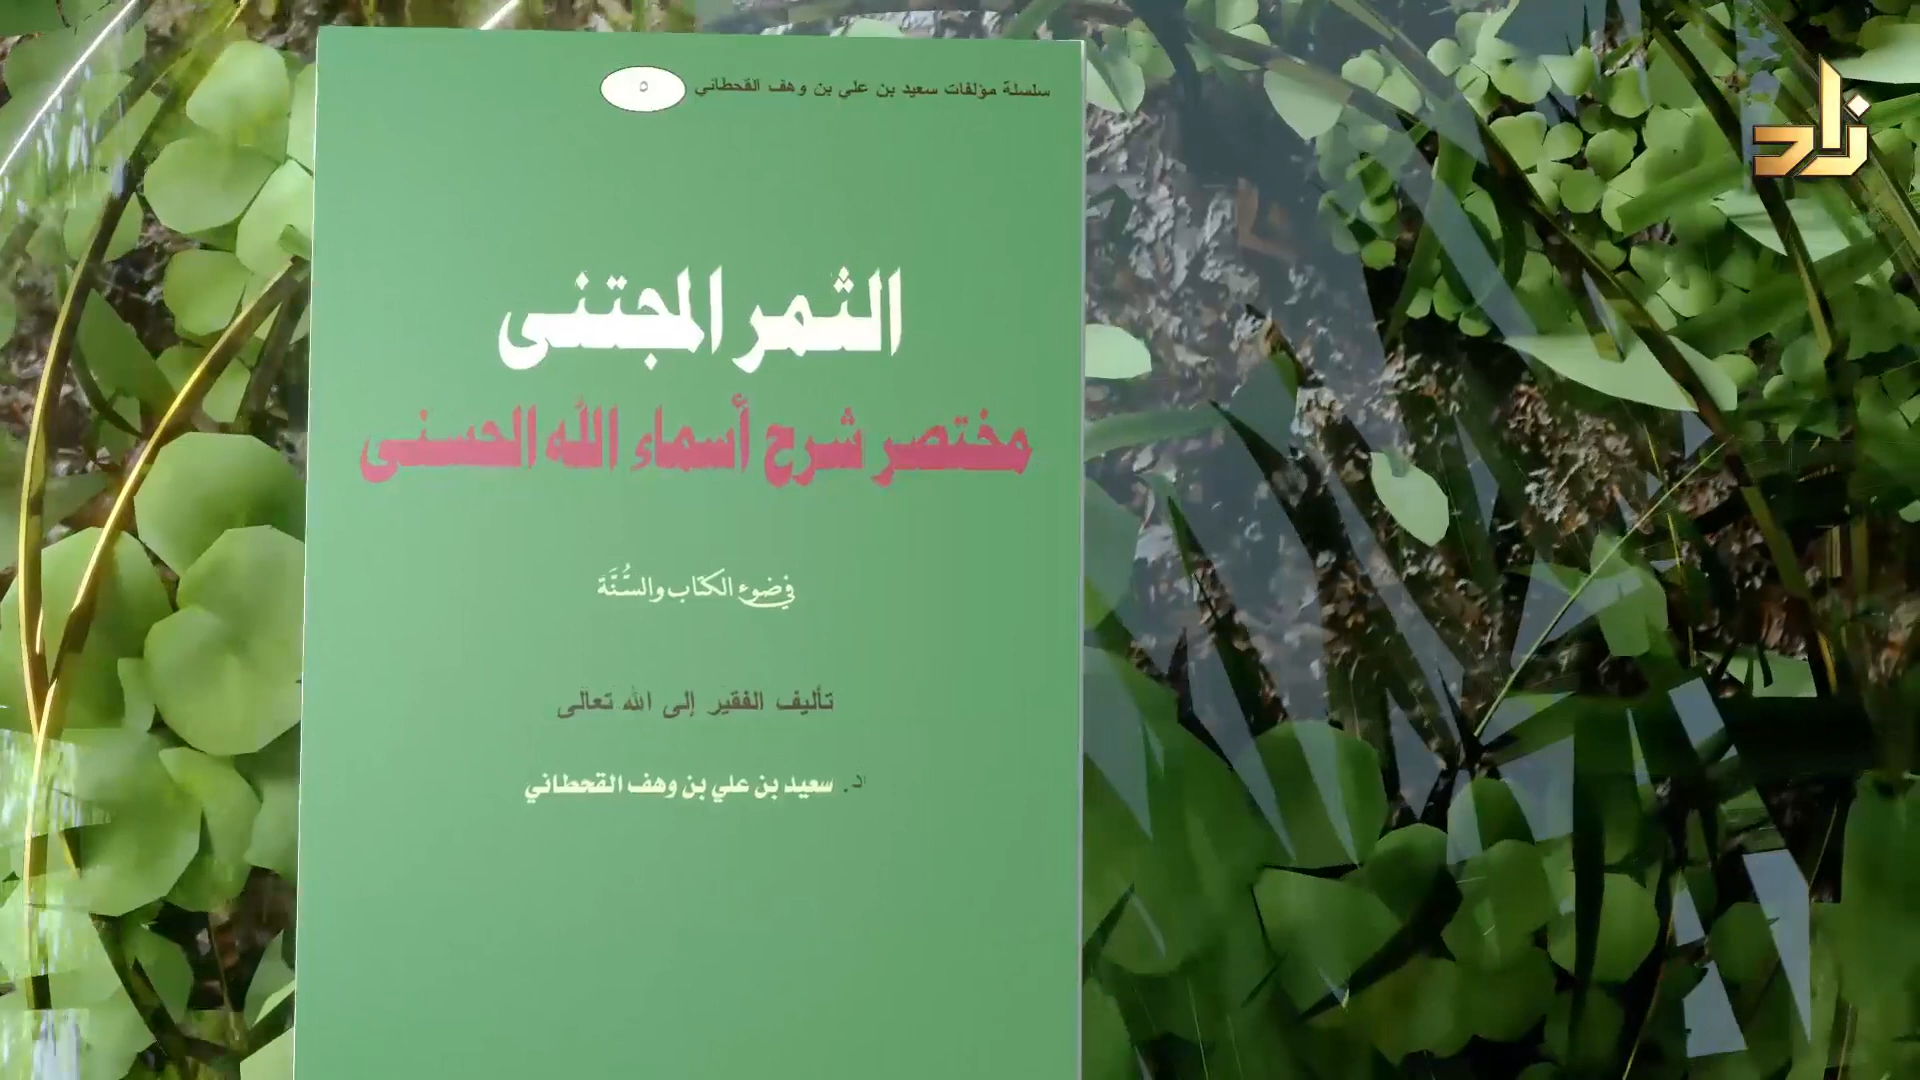 سلسلة مؤلفات سعيد بن علي بن وهف القحطاني ٥
زاد
الثمر المجتنى
مختصر شرح أسماء الله الحسنى
في ضوء الكتاب والسُّنَّة
تأليف الفقير إلى الله تعالى
د. سعيد بن علي بن وهف القحطاني